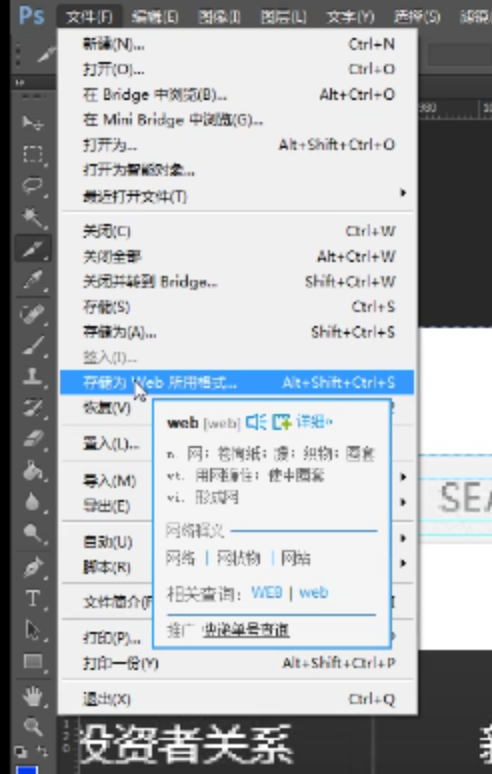 Ps 文件(F) 编辑(E) 图像(I) 图层(L) 文字(Y) 选择(S) 滤镜
新建(N)... Ctrl+N
打开(O)... Ctrl+O
在 Bridge 中浏览(B)... Alt+Ctrl+O
在 Mini Bridge 中浏览(G)...
打开为... Alt+Shift+Ctrl+O
打开为智能对象...
最近打开文件(T)
980
关闭(C) Ctrl+W
关闭全部 Alt+Ctrl+W
关闭并转到 Bridge... Shift+Ctrl+W
存储(S) Ctrl+S
存储为(A)... Shift+Ctrl+S
签入(I)...
存储为 Web 所用格式... Alt+Shift+Ctrl+S
恢复(V)
web [web] 详细»
n. 网；卷筒纸；蹼；织物；圈套
vt. 用网缠住；使中圈套
vi. 形成网
网络释义
网络 | 网状物 | 网站
相关查询： WEB | web
推广 快递单号查询
置入(L)...
导入(M)
导出(E)
SEA
自动(U)
脚本(R)
文件简介(F
打印(P)...
打印一份(Y) Alt+Shift+Ctrl+P
退出(X) Ctrl+Q
投资者关系